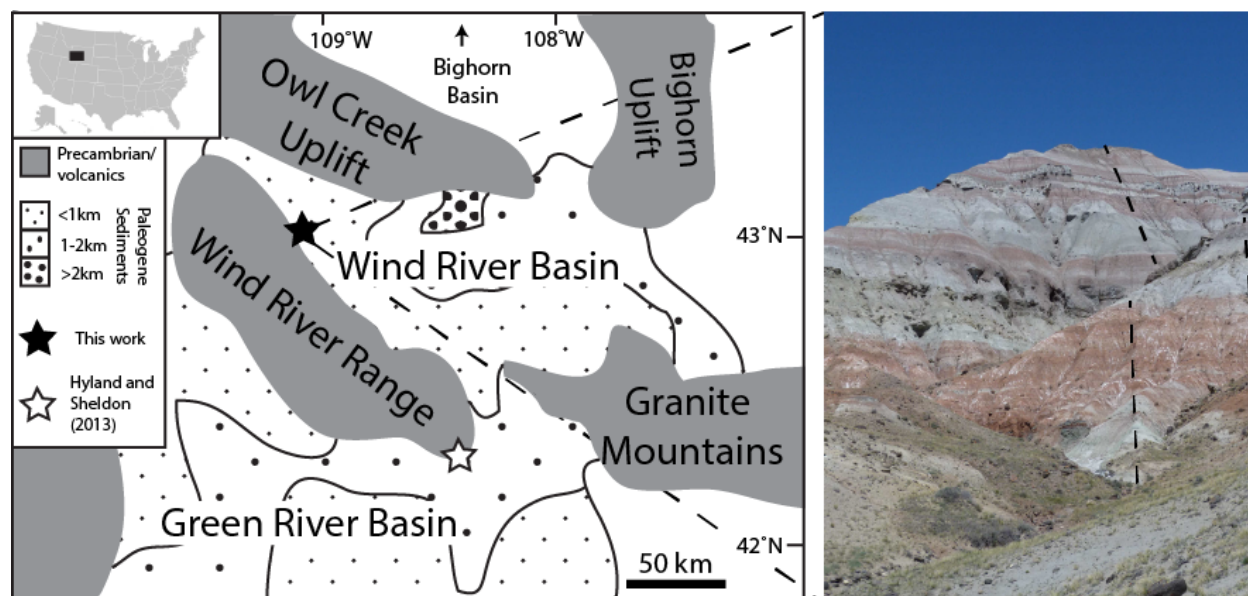 109˚W
108˚W
Bighorn
Basin
Owl Creek
Uplift
Bighorn
Uplift
Precambrian/
volcanics
<1km
1-2km
>2km
Paleogene
Sediments
This work
Hyland and
Sheldon
(2013)
43˚N
Wind River Basin
Wind River Range
Granite
Mountains
Green River Basin
42˚N
50 km